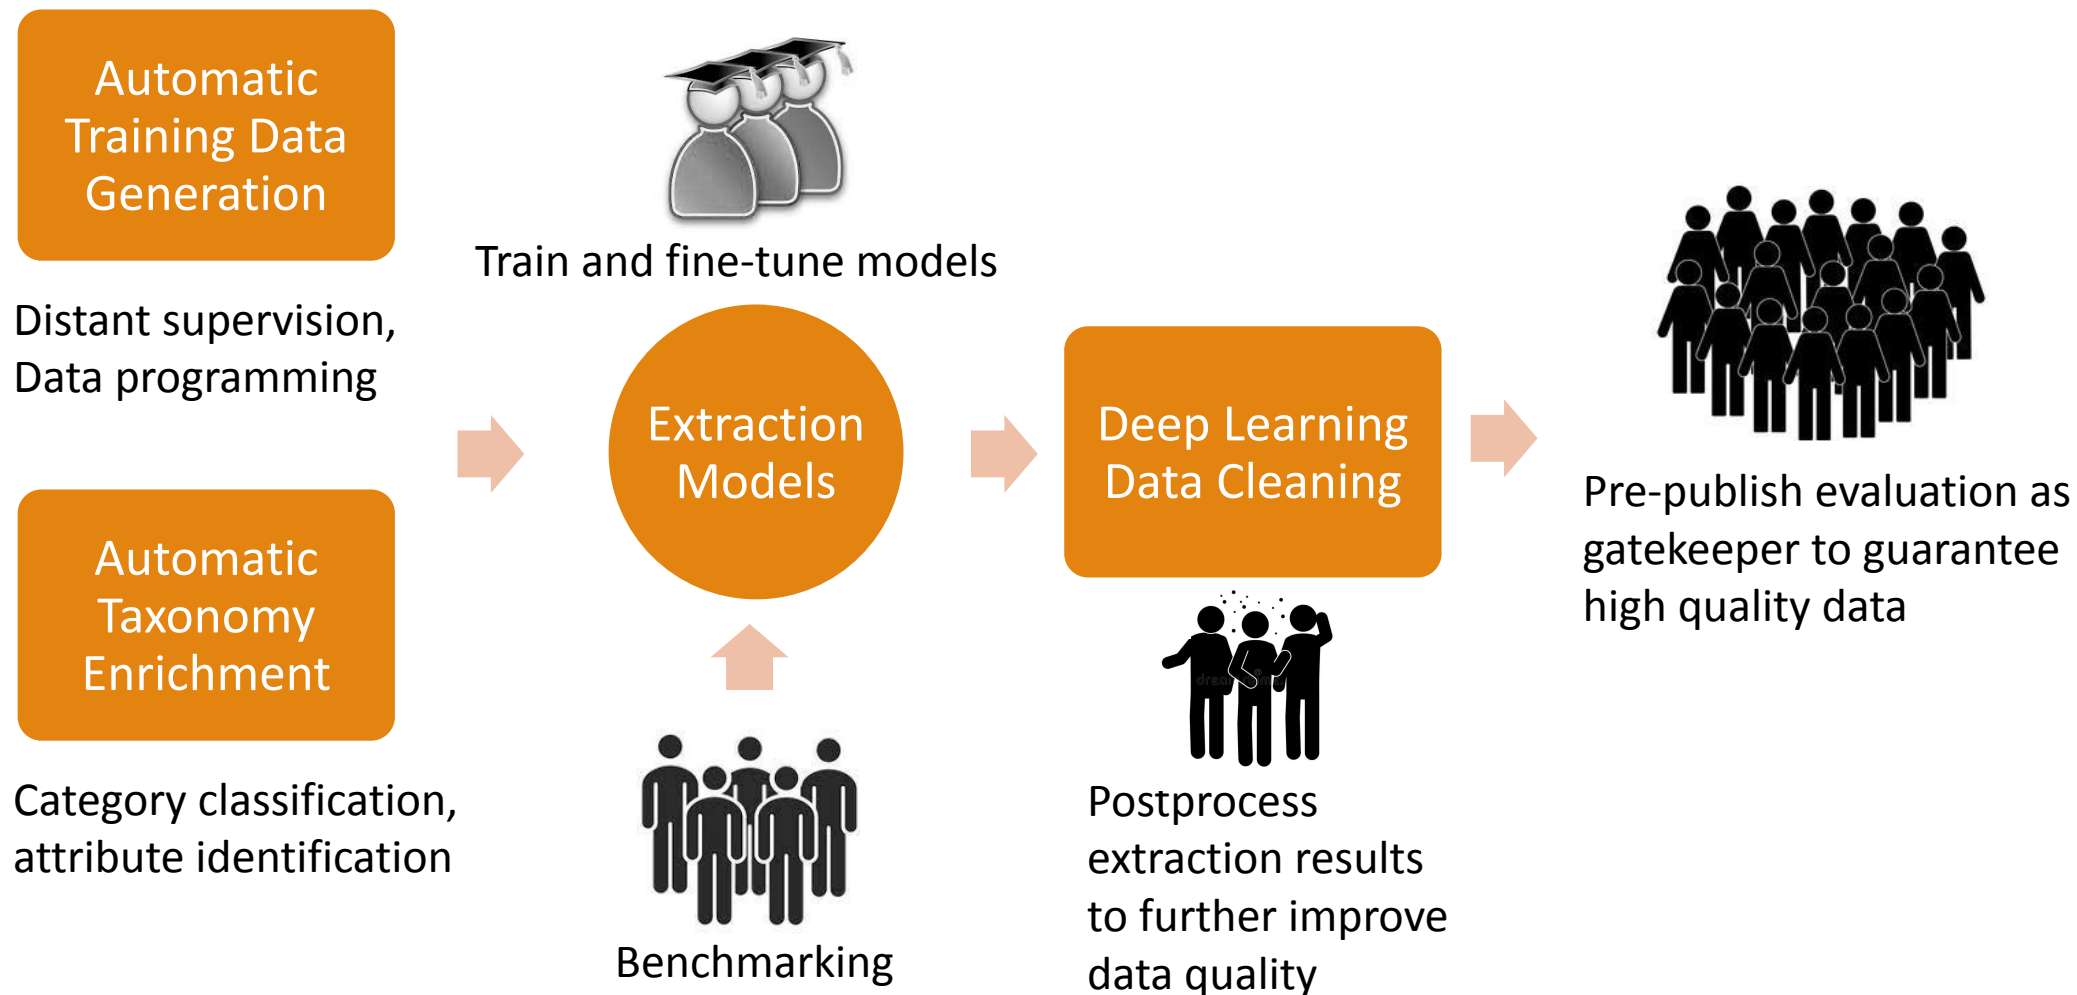 Automatic
Training Data
Generation
Distant supervision,
Data programming
Automatic
Taxonomy
Enrichment
Category classification,
attribute identification
Train and fine-tune models
Extraction
Models
Benchmarking
Deep Learning
Data Cleaning
Postprocess
extraction results
to further improve
data quality
Pre-publish evaluation as
gatekeeper to guarantee
high quality data